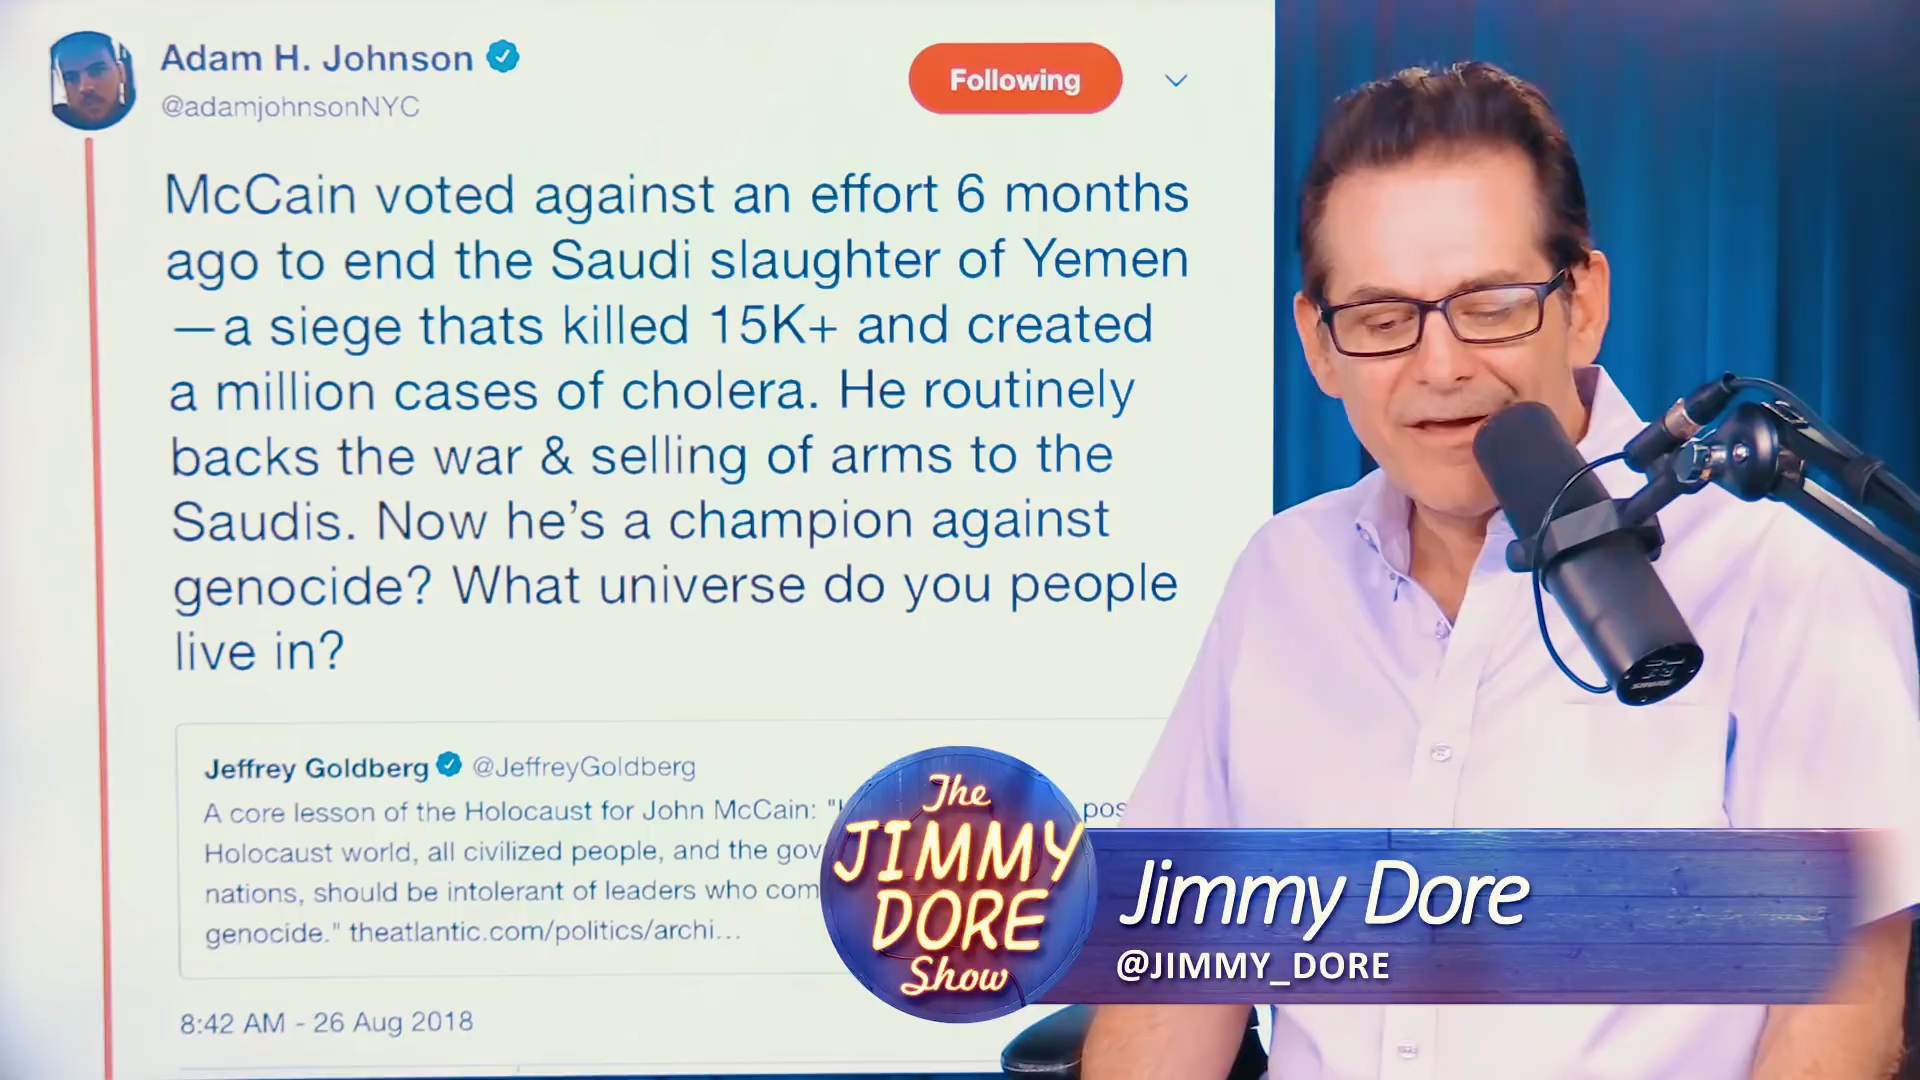 Adam H. Johnson
@adamjohnsonNYC
Following
McCain voted against an effort 6 months
ago to end the Saudi slaughter of Yemen
—a siege thats killed 15K+ and created
a million cases of cholera. He routinely
backs the war & selling of arms to the
Saudis. Now he's a champion against
genocide? What universe do you people
live in?
Jeffrey Goldberg @JeffreyGoldberg
A core lesson of the Holocaust for John McCain: "
Holocaust world, all civilized people, and the gov
nations, should be intolerant of leaders who com
genocide." theatlantic.com/politics/archi...
8:42 AM - 26 Aug 2018
The
JIMMY
DORE
Show
Jimmy Dore
@JIMMY_DORE